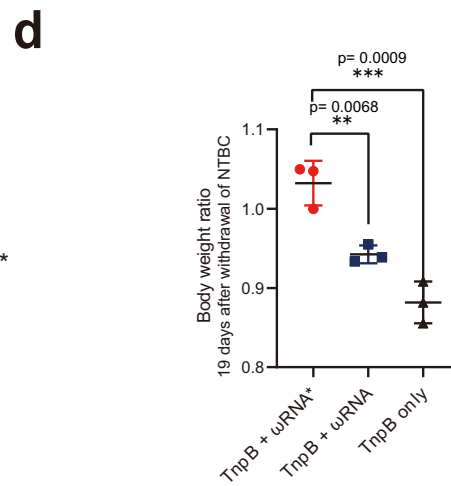 d
p= 0.0009
***
p= 0.0068
**
*
Body weight ratio
19 days after withdrawal of NTBC
1.1
1.0
0.9
0.8
TnpB + ωRNA*
TnpB + ωRNA
TnpB only